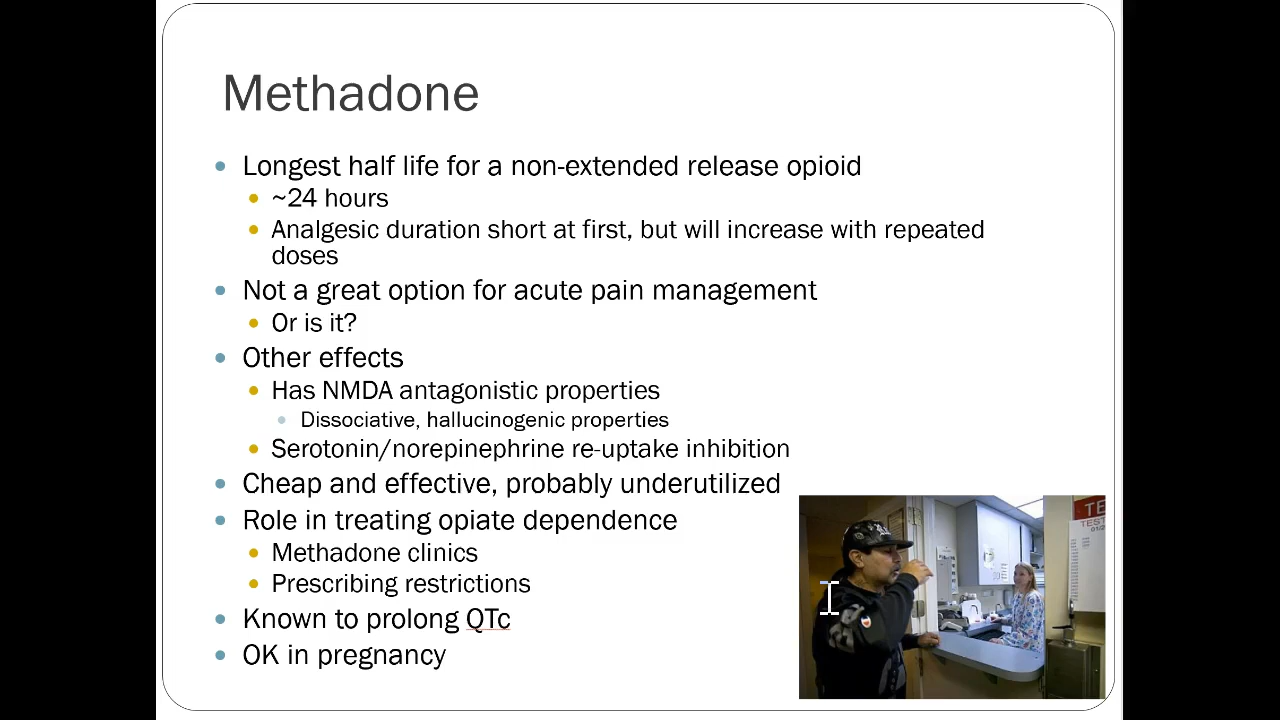 Methadone
Longest half life for a non-extended release opioid
~24 hours
Analgesic duration short at first, but will increase with repeated
doses
Not a great option for acute pain management
Or is it?
Other effects
Has NMDA antagonistic properties
Dissociative, hallucinogenic properties
Serotonin/norepinephrine re-uptake inhibition
Cheap and effective, probably underutilized
Role in treating opiate dependence
Methadone clinics
Prescribing restrictions
Known to prolong QTc
OK in pregnancy